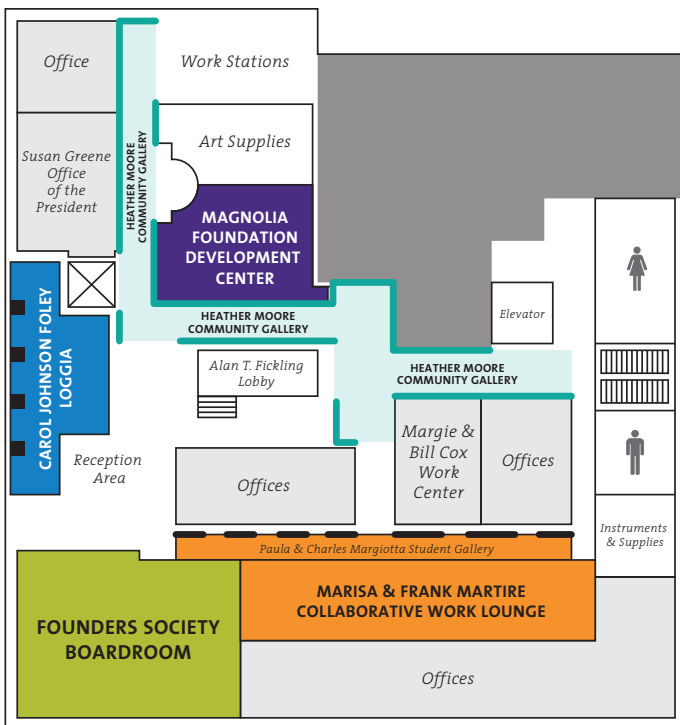 Office
Work Stations
Art Supplies
Susan Greene
Office
of the
President
HEATHER MOORE
COMMUNITY GALLERY
MAGNOLIA
FOUNDATION
DEVELOPMENT
CENTER
HEATHER MOORE
COMMUNITY GALLERY
Elevator
CAROL JOHNSON FOLEY
LOGGIA
Alan T. Fickling
Lobby
HEATHER MOORE
COMMUNITY GALLERY
Reception
Area
Offices
Margie &
Bill Cox
Work
Center
Offices
Instruments
& Supplies
Paula & Charles Margiotta Student Gallery
FOUNDERS SOCIETY
BOARDROOM
MARISA & FRANK MARTIRE
COLLABORATIVE WORK LOUNGE
Offices